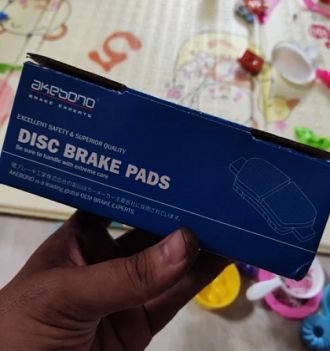 akebono
BRAKE EXPERTS
EXCELLENT SAFETY & SUPERIOR QUALITY
DISC BRAKE PADS
Be sure to handle with extreme care
AKEBONO is a leading global OEM BRAKE EXPERTS.